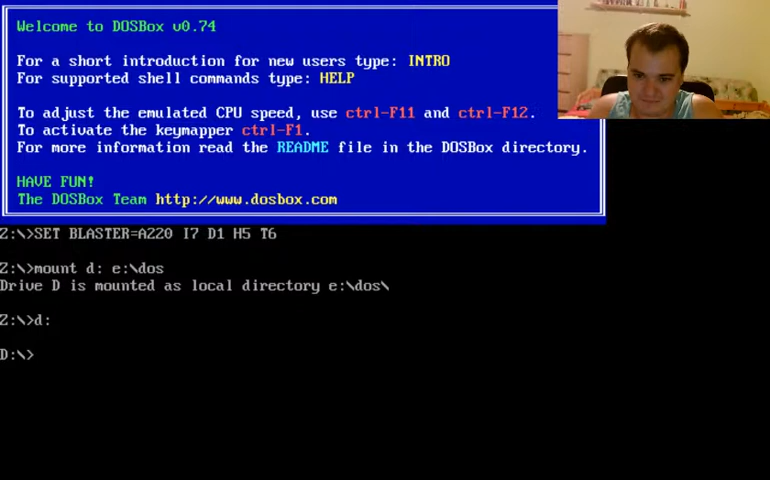 Welcome to DOSBox v0.74
For a short introduction for new users type: INTRO
For supported shell commands type: HELP
To adjust the emulated CPU speed, use ctrl-F11 and ctrl-F12.
To activate the keymapper ctrl-F1.
For more information read the README file in the DOSBox directory.
HAVE FUN!
The DOSBox Team http://www.dosbox.com
Z:\>SET BLASTER=A220 I7 D1 H5 T6
Z:\>mount d: e:\dos
Drive D is mounted as local directory e:\dos\
Z:\>d:
D:\>